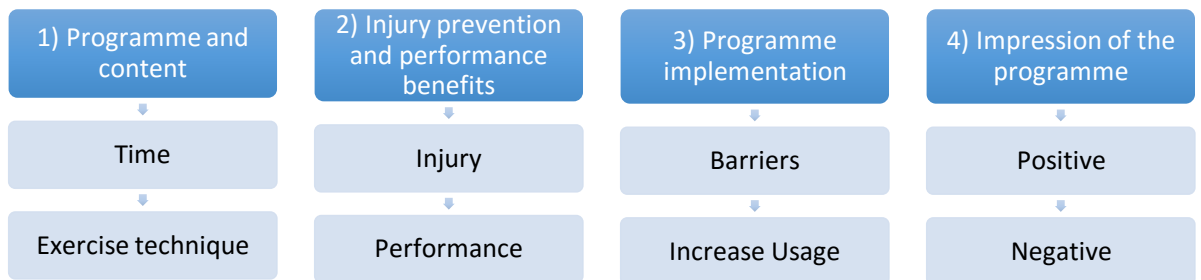 1) Programme and
content
Time
Exercise technique
2) Injury prevention
and performance
benefits
Injury
Performance
3) Programme
implementation
Barriers
Increase Usage
4) Impression of the
programme
Positive
Negative